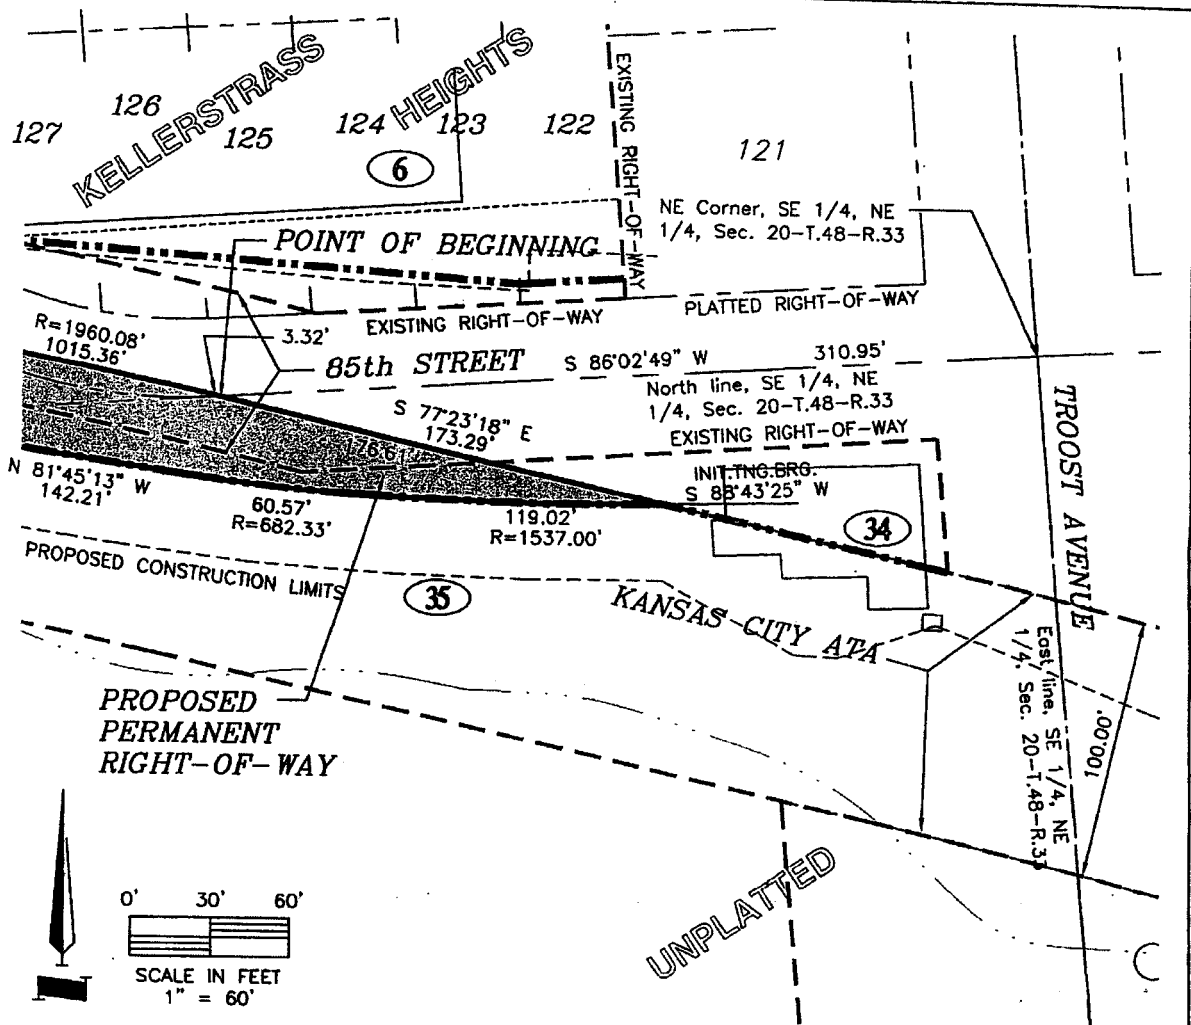 KELLERSTRASS HEIGHTS
127
126
125
124
123
122
121
6
EXISTING RIGHT-OF-WAY
NE Corner, SE 1/4, NE
1/4, Sec. 20-T.48-R.33
POINT OF BEGINNING
PLATTED RIGHT-OF-WAY
EXISTING RIGHT-OF-WAY
R=1960.08'
1015.36'
3.32'
85th STREET
S 86°02'49" W
310.95'
North line, SE 1/4, NE
1/4, Sec. 20-T.48-R.33
EXISTING RIGHT-OF-WAY
S 77°23'18" E
173.29'
INIT.TNG.BRG.
S 88°43'25" W
N 81°45'13" W
142.21'
60.57'
R=682.33'
119.02'
R=1537.00'
34
PROPOSED CONSTRUCTION LIMITS
35
KANSAS CITY ATA
TROOST AVENUE
East line, SE 1/4, NE
1/4, Sec. 20-T.48-R.33
100.00'
PROPOSED
PERMANENT
RIGHT-OF-WAY
UNPLATTED
0' 30' 60'
SCALE IN FEET
1" = 60'